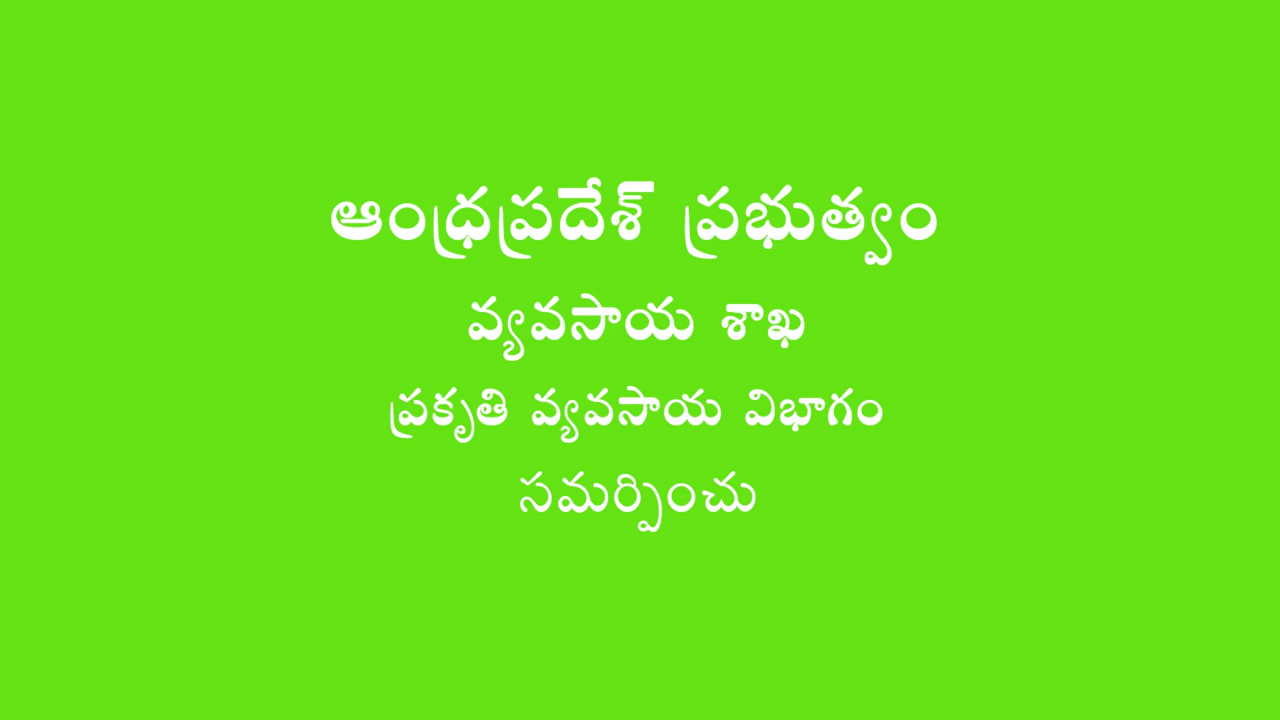 ఆంధ్రప్రదేశ్ ప్రభుత్వం
వ్యవసాయ శాఖ
ప్రకృతి వ్యవసాయ విభాగం
సమర్పించు